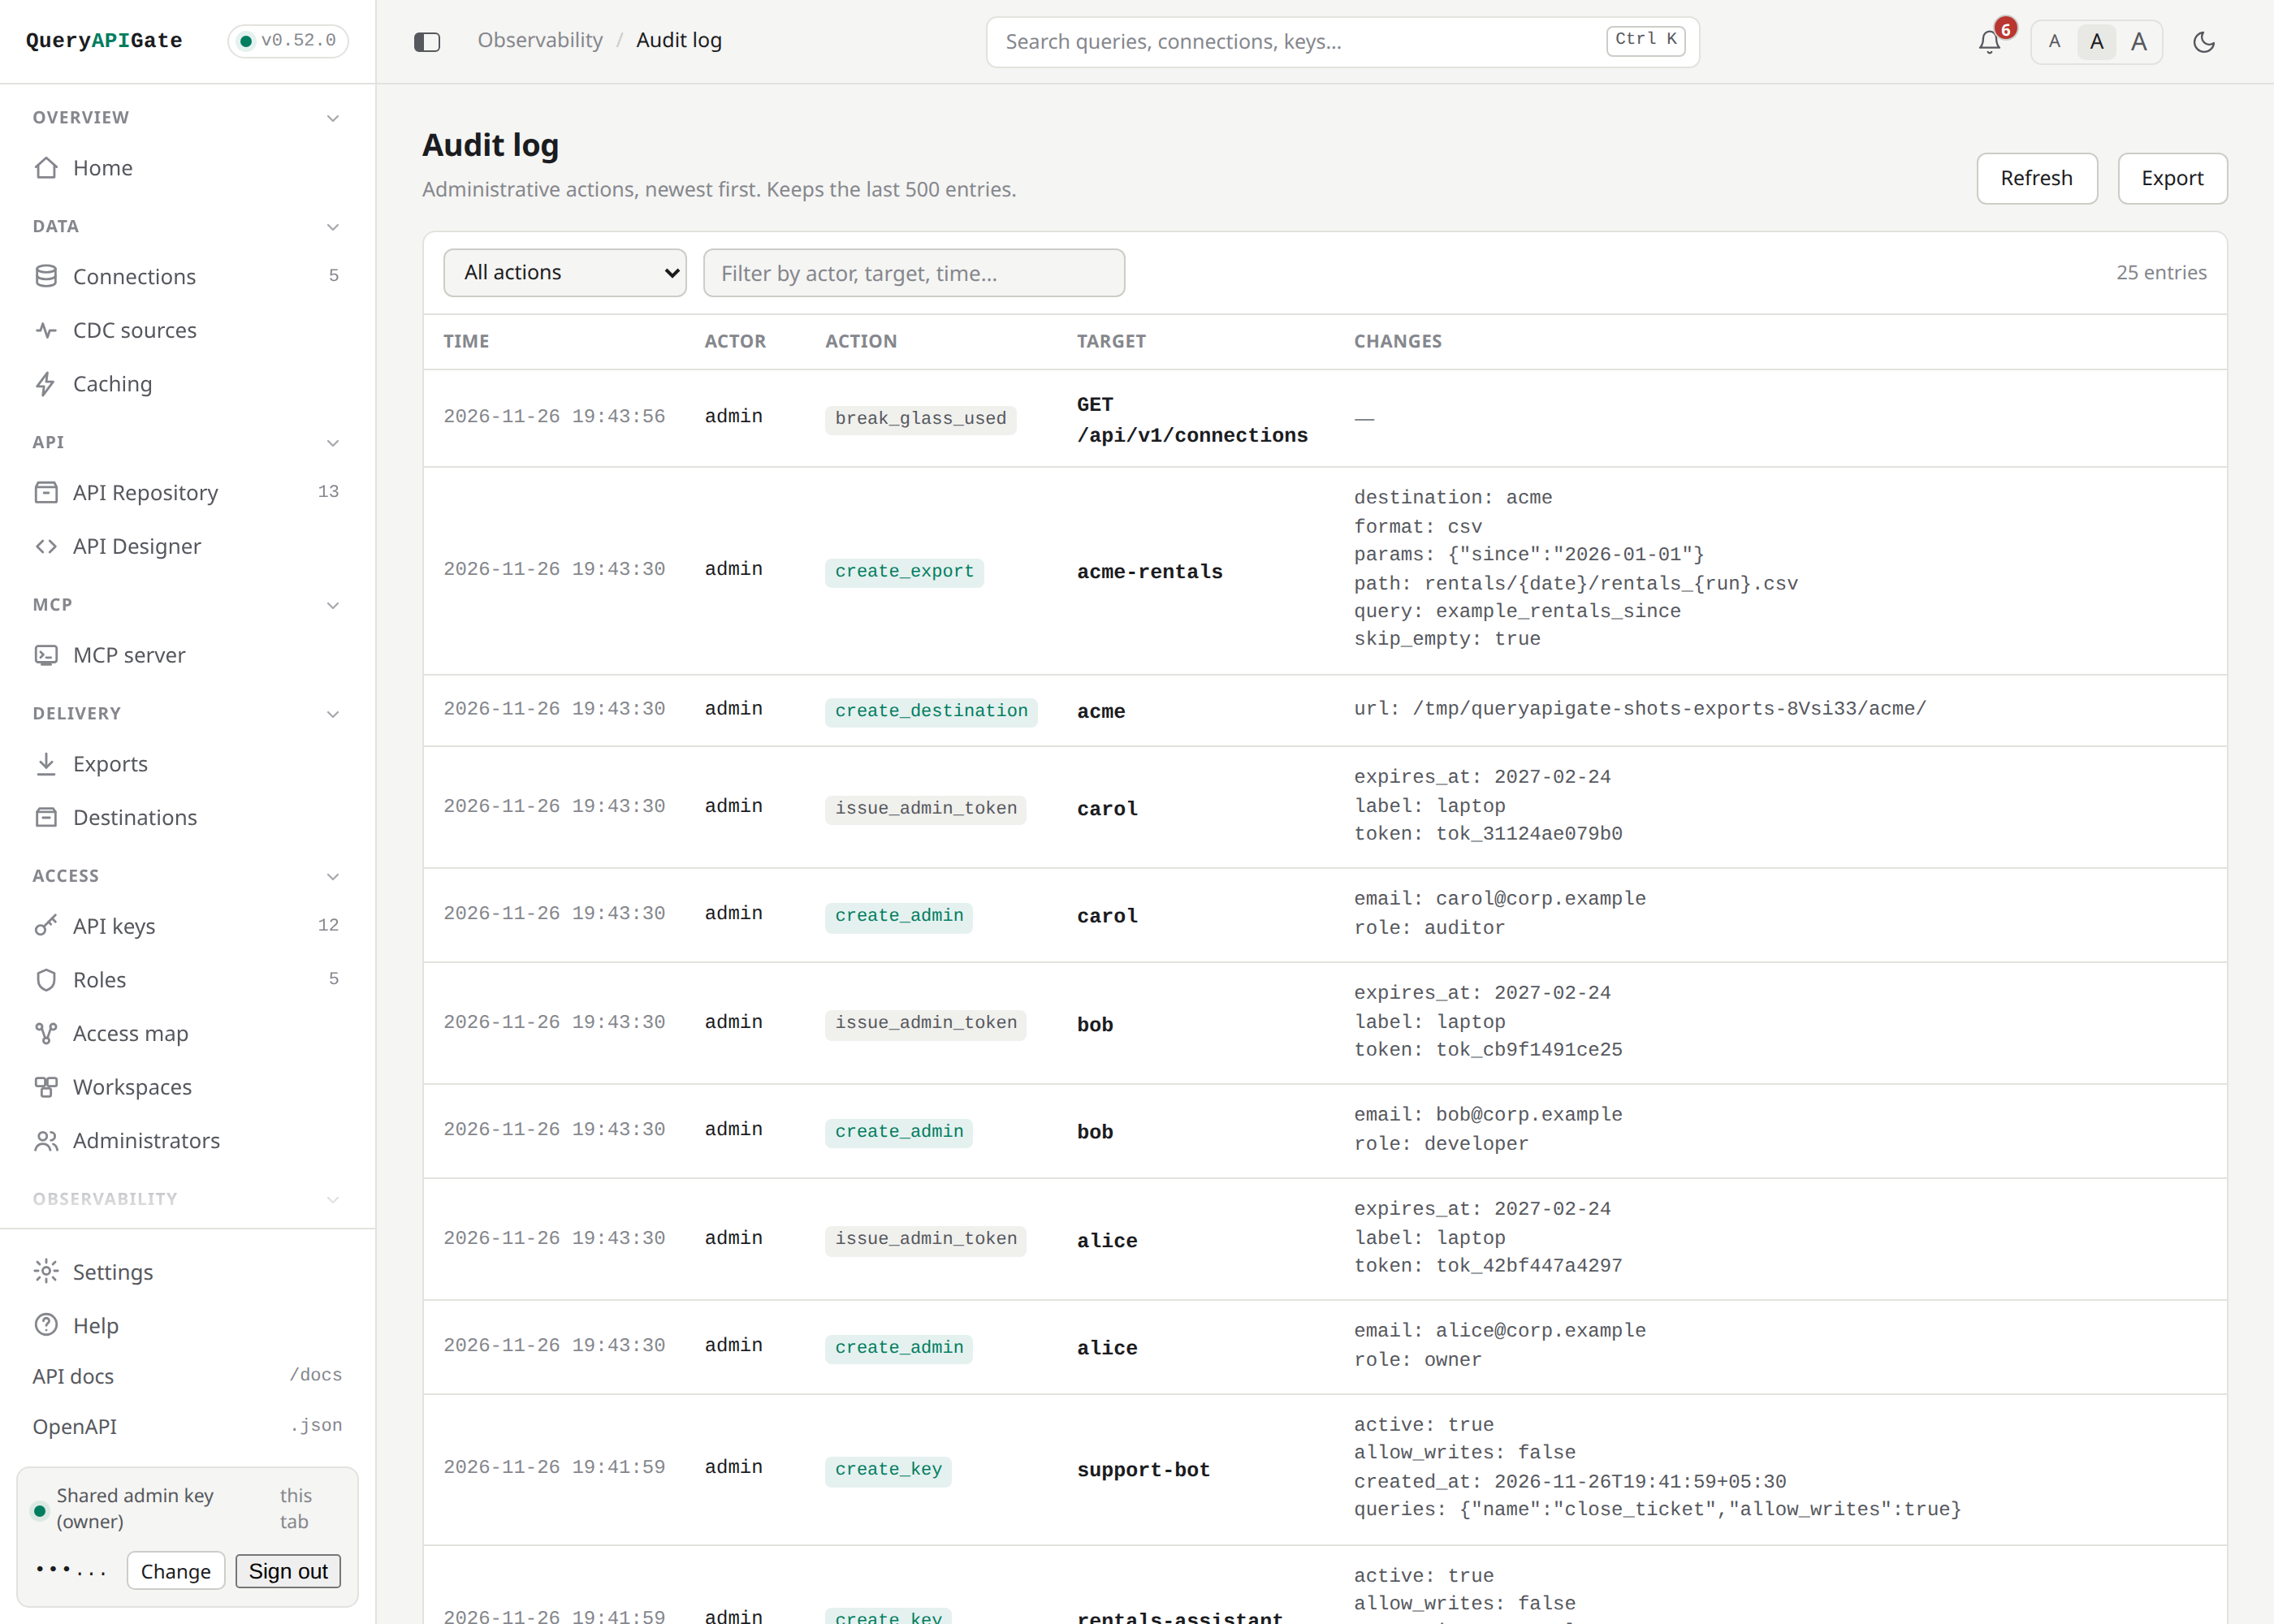 QueryAPIGate v0.52.0
Observability / Audit log
Search queries, connections, keys... Ctrl K
6
A A A
OVERVIEW
Home
DATA
Connections 5
CDC sources
Caching
API
API Repository 13
API Designer
MCP
MCP server
DELIVERY
Exports
Destinations
ACCESS
API keys 12
Roles 5
Access map
Workspaces
Administrators
OBSERVABILITY
Settings
Help
API docs /docs
OpenAPI .json
Shared admin key (owner)
this tab
•••... Change Sign out
Audit log
Administrative actions, newest first. Keeps the last 500 entries.
Refresh Export
All actions Filter by actor, target, time... 25 entries
TIME ACTOR ACTION TARGET CHANGES
2026-11-26 19:43:56 admin break_glass_used GET /api/v1/connections —
2026-11-26 19:43:30 admin create_export acme-rentals
destination: acme
format: csv
params: {"since":"2026-01-01"}
path: rentals/{date}/rentals_{run}.csv
query: example_rentals_since
skip_empty: true
2026-11-26 19:43:30 admin create_destination acme url: /tmp/queryapigate-shots-exports-8Vsi33/acme/
2026-11-26 19:43:30 admin issue_admin_token carol
expires_at: 2027-02-24
label: laptop
token: tok_31124ae079b0
2026-11-26 19:43:30 admin create_admin carol
email: carol@corp.example
role: auditor
2026-11-26 19:43:30 admin issue_admin_token bob
expires_at: 2027-02-24
label: laptop
token: tok_cb9f1491ce25
2026-11-26 19:43:30 admin create_admin bob
email: bob@corp.example
role: developer
2026-11-26 19:43:30 admin issue_admin_token alice
expires_at: 2027-02-24
label: laptop
token: tok_42bf447a4297
2026-11-26 19:43:30 admin create_admin alice
email: alice@corp.example
role: owner
2026-11-26 19:41:59 admin create_key support-bot
active: true
allow_writes: false
created_at: 2026-11-26T19:41:59+05:30
queries: {"name":"close_ticket","allow_writes":true}
2026-11-26 19:41:59 admin create_key rentals-assistant
active: true
allow_writes: false